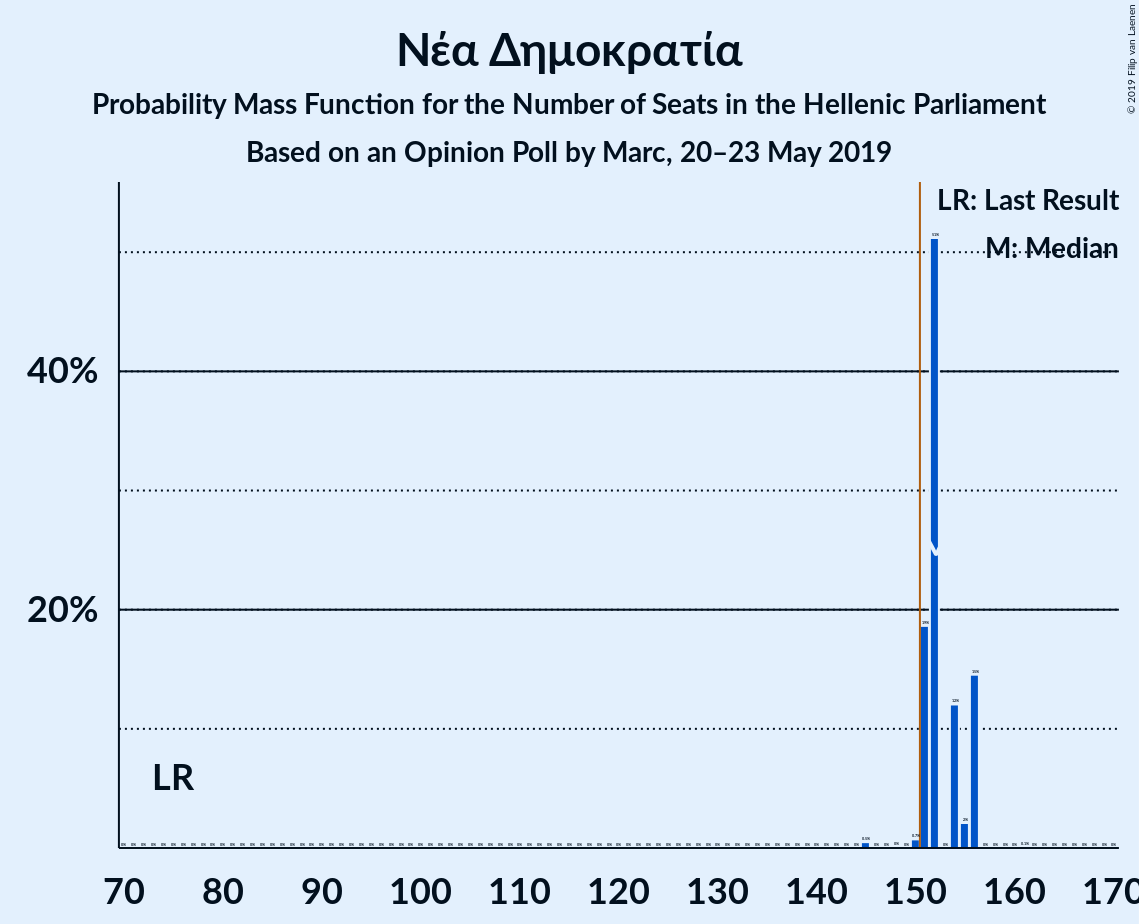 Νέα Δημοκρατία
Probability Mass Function for the Number of Seats in the Hellenic Parliament
Based on an Opinion Poll by Marc, 20–23 May 2019
© 2019 Filip van Laenen
LR: Last Result
M: Median
40%
20%
LR
70 80 90 100 110 120 130 140 150 160 170